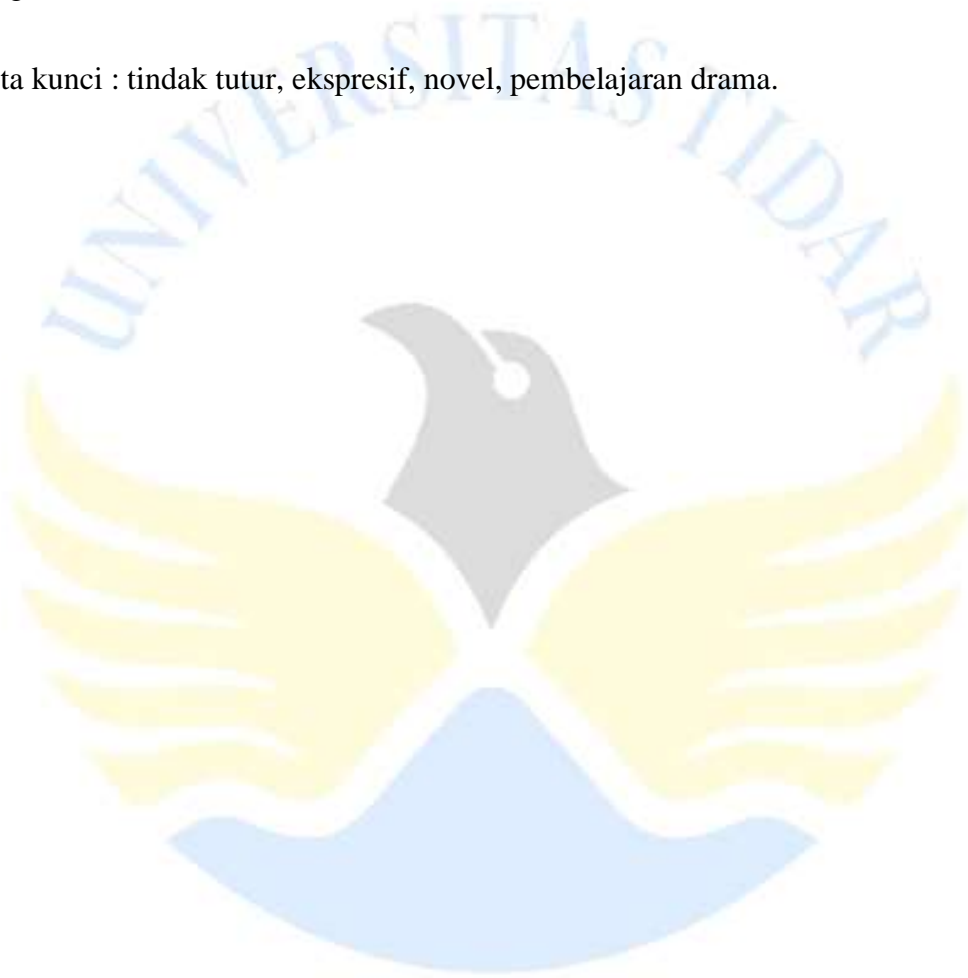 ta kunci : tindak tutur, ekspresif, novel, pembelajaran drama.
UNIVERSITAS TIDAR